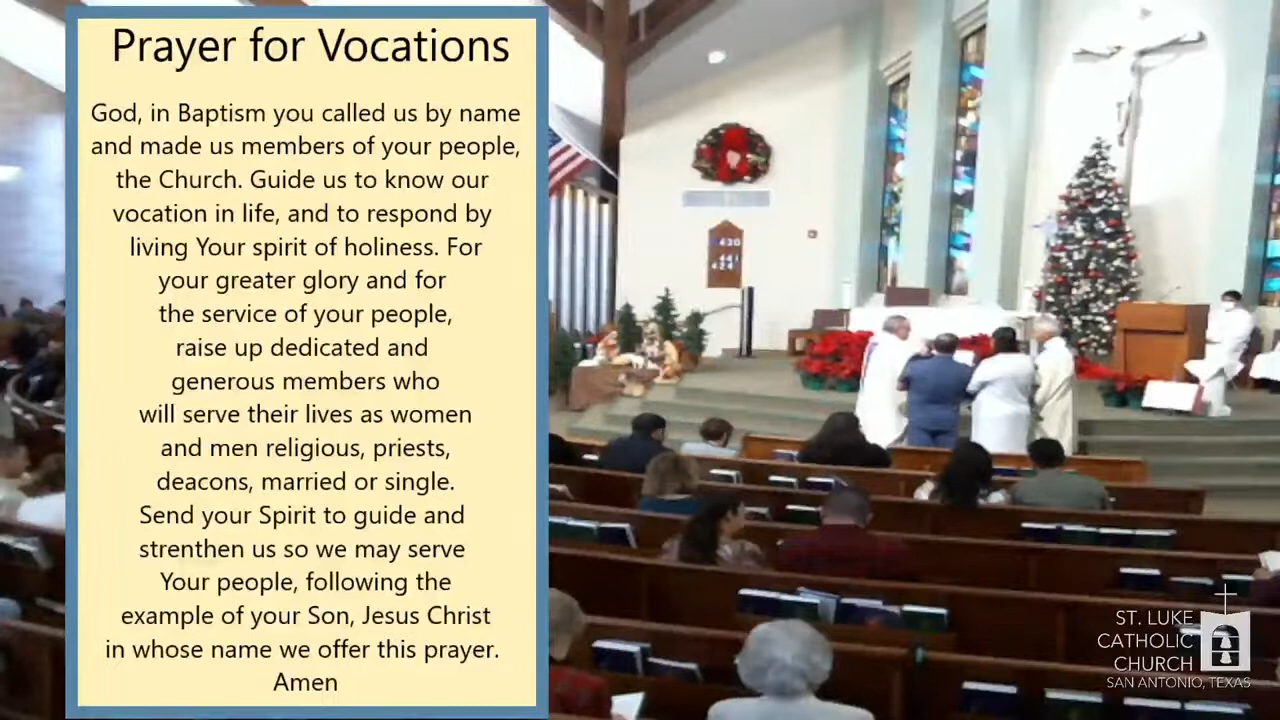 Prayer for Vocations
God, in Baptism you called us by name
and made us members of your people,
the Church. Guide us to know our
vocation in life, and to respond by
living Your spirit of holiness. For
your greater glory and for
the service of your people,
raise up dedicated and
generous members who
will serve their lives as women
and men religious, priests,
deacons, married or single.
Send your Spirit to guide and
strenthen us so we may serve
Your people, following the
example of your Son, Jesus Christ
in whose name we offer this prayer.
Amen
430
441
424
ST. LUKE
CATHOLIC
CHURCH
SAN ANTONIO, TEXAS